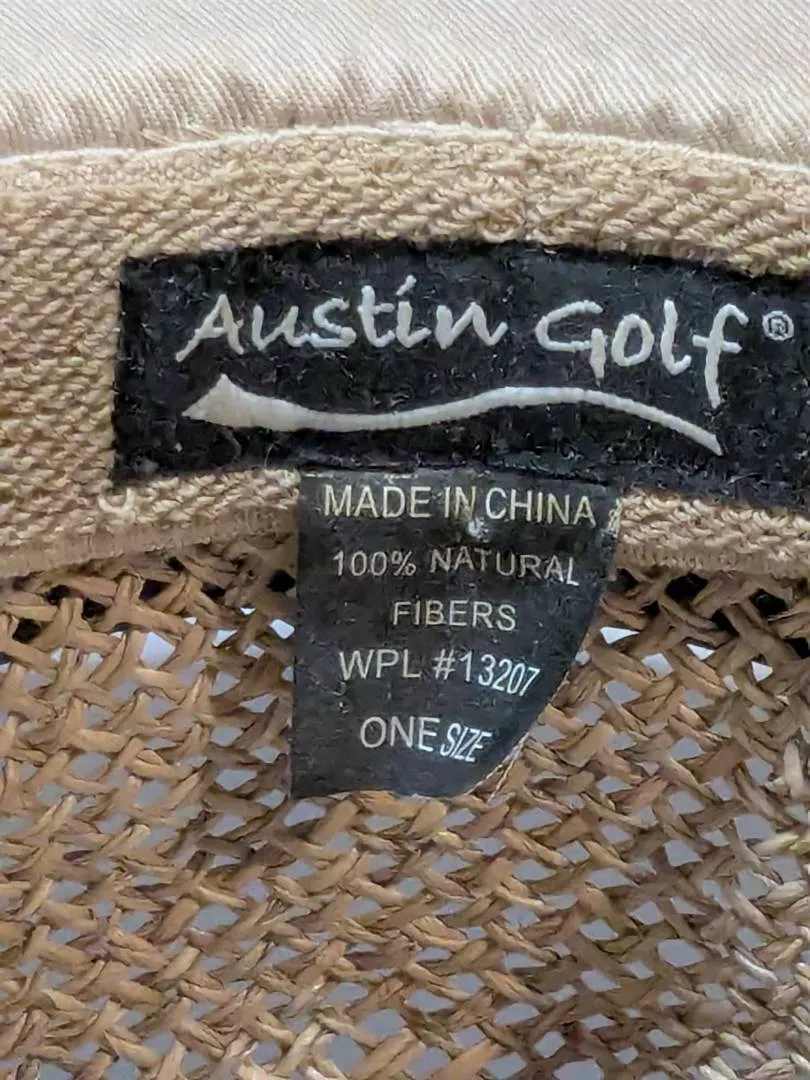 Austin Golf®
MADE IN CHINA
100% NATURAL
FIBERS
WPL #13207
ONE SIZE